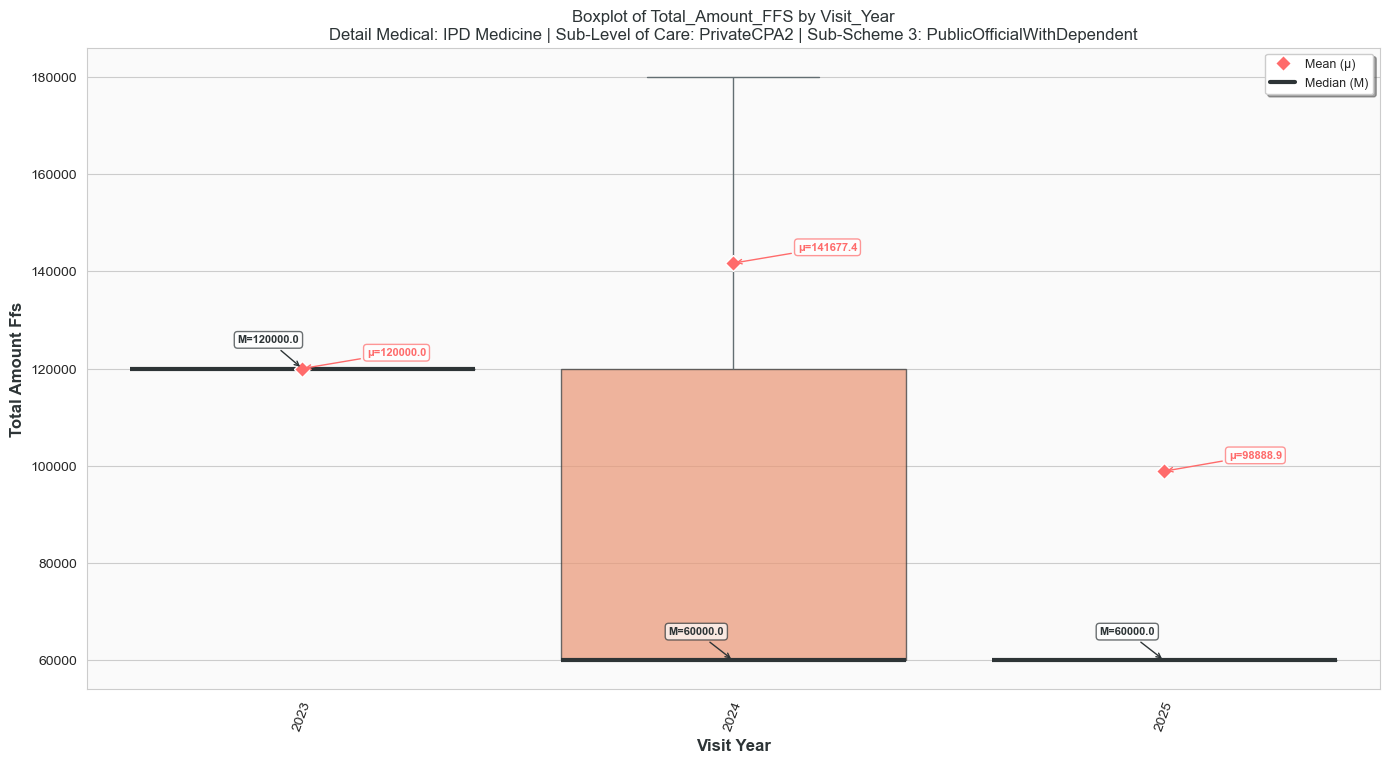 Boxplot of Total_Amount_FFS by Visit_Year
Detail Medical: IPD Medicine | Sub-Level of Care: PrivateCPA2 | Sub-Scheme 3: PublicOfficialWithDependent
Mean (μ)
Median (M)
Total Amount Ffs
180000
160000
140000
120000
100000
80000
60000
M=120000.0
μ=120000.0
μ=141677.4
M=60000.0
μ=98888.9
M=60000.0
2023
2024
2025
Visit Year